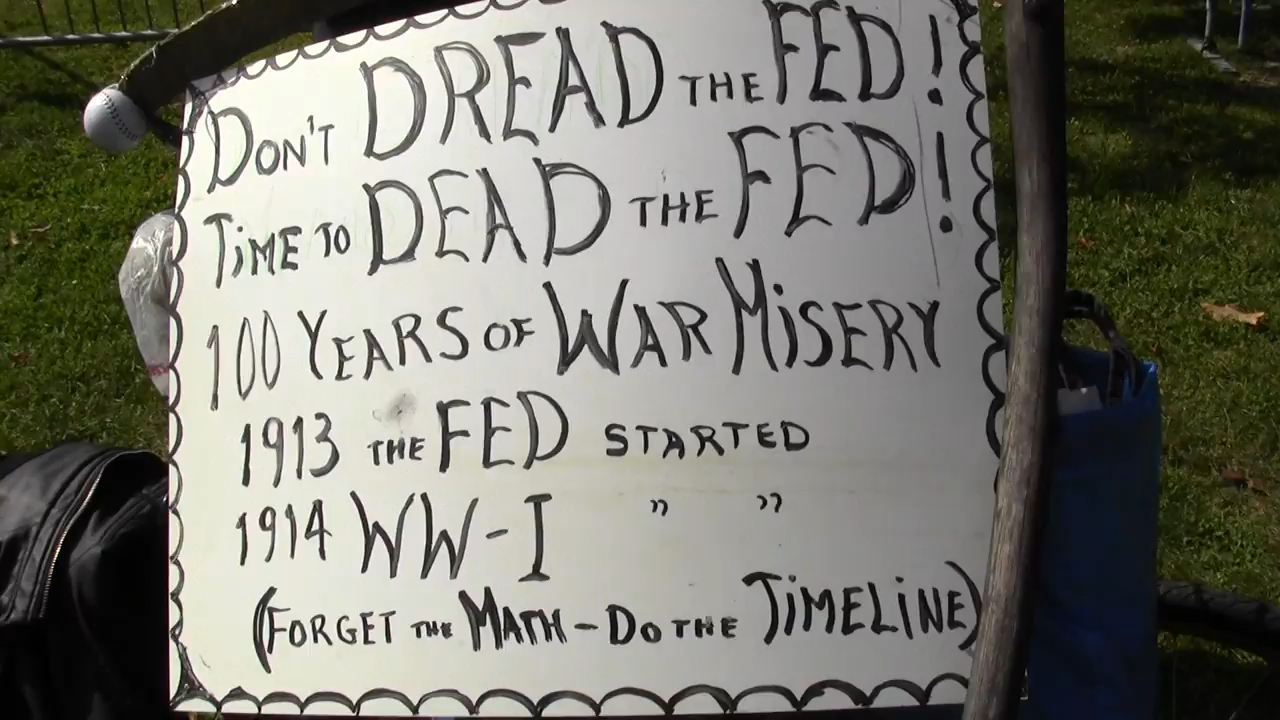 DON'T DREAD THE FED!
TiME TO DEAD THE FED!
100 YEARS OF WAR MiSERY
1913 THE FED STARTED
1914 WW-I " "
(FORGET THE MATH - DO THE TiMELiNE)